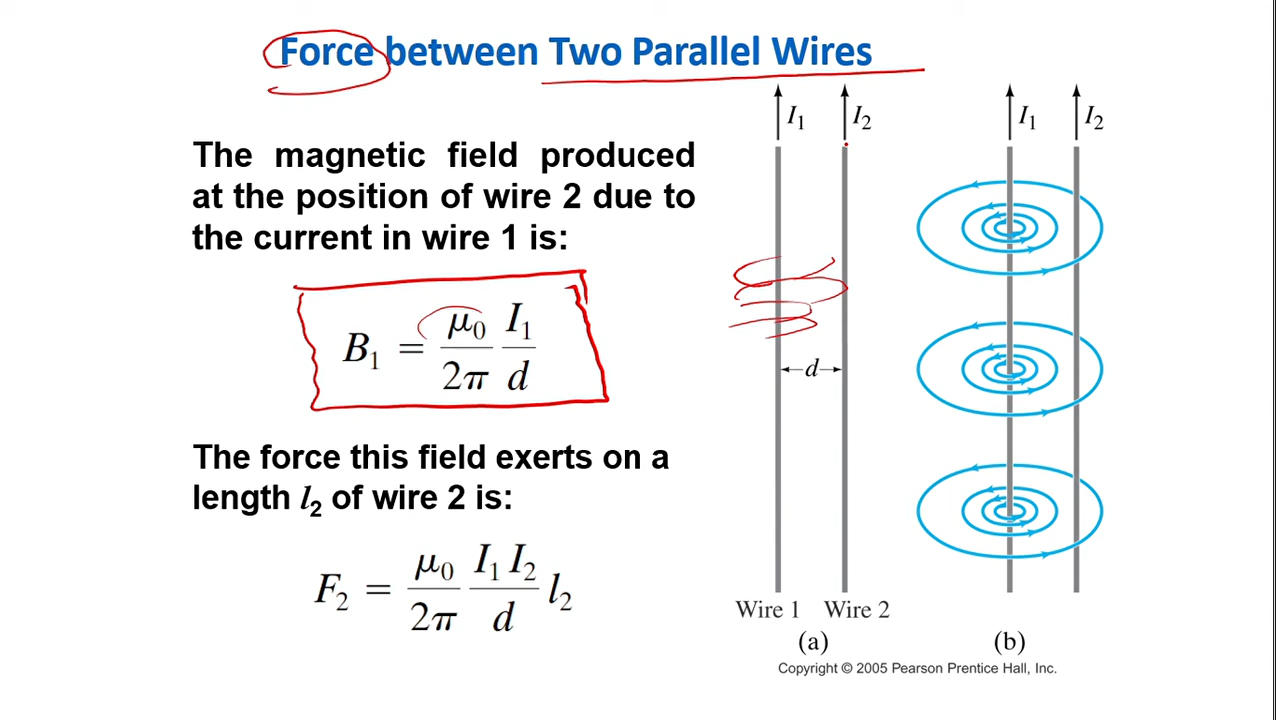 Force between Two Parallel Wires
The magnetic field produced
at the position of wire 2 due to
the current in wire 1 is:
B₁ = μ₀/2π I₁/d
The force this field exerts on a
length l₂ of wire 2 is:
F₂ = μ₀/2π I₁ I₂/d l₂
I₁ I₂ I₁ I₂
d
Wire 1 Wire 2
(a) (b)
Copyright © 2005 Pearson Prentice Hall, Inc.